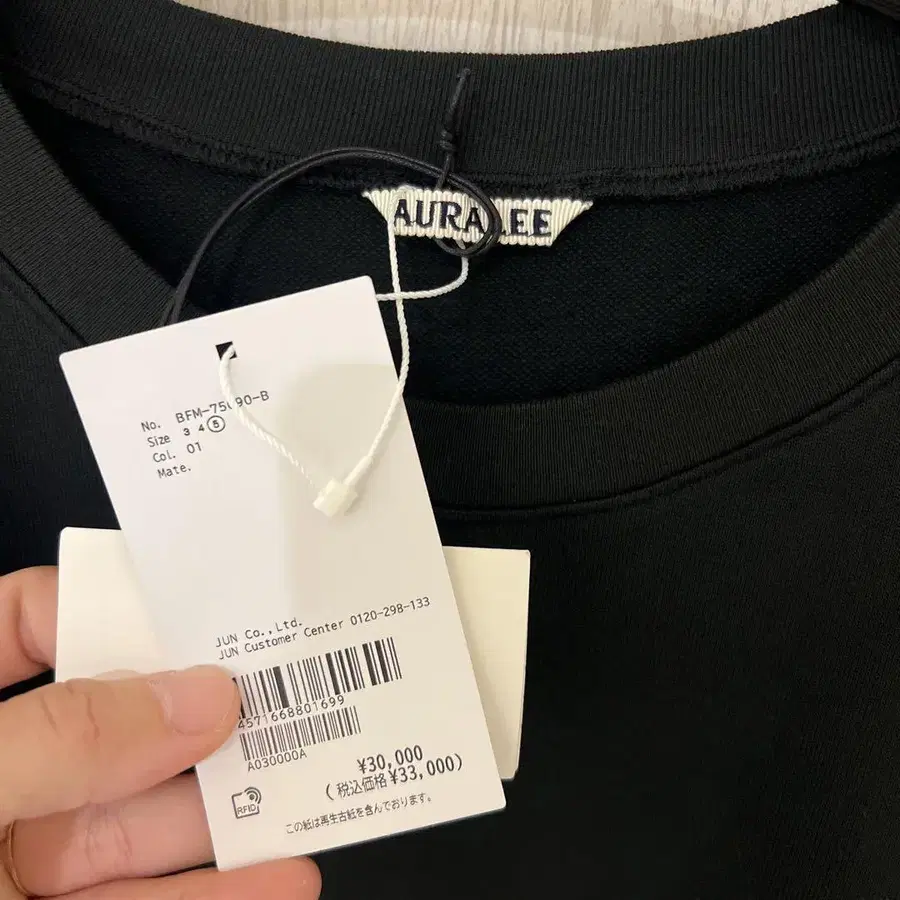 AURALEE
No. BFM-75090-B
Size 3 4 5
Col. 01
Mate.
JUN Co.,Ltd.
JUN Customer Center 0120-298-133
4571668801699
A030000A
¥30,000
(税込価格¥33,000)
RFID
この紙は再生古紙を含んでおります。